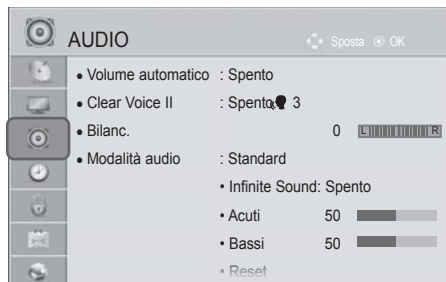 AUDIO Sposta OK
• Volume automatico : Spento
• Clear Voice II : Spento 3
• Bilanc. 0 L R
• Modalità audio : Standard
• Infinite Sound: Spento
• Acuti 50
• Bassi 50
• Reset